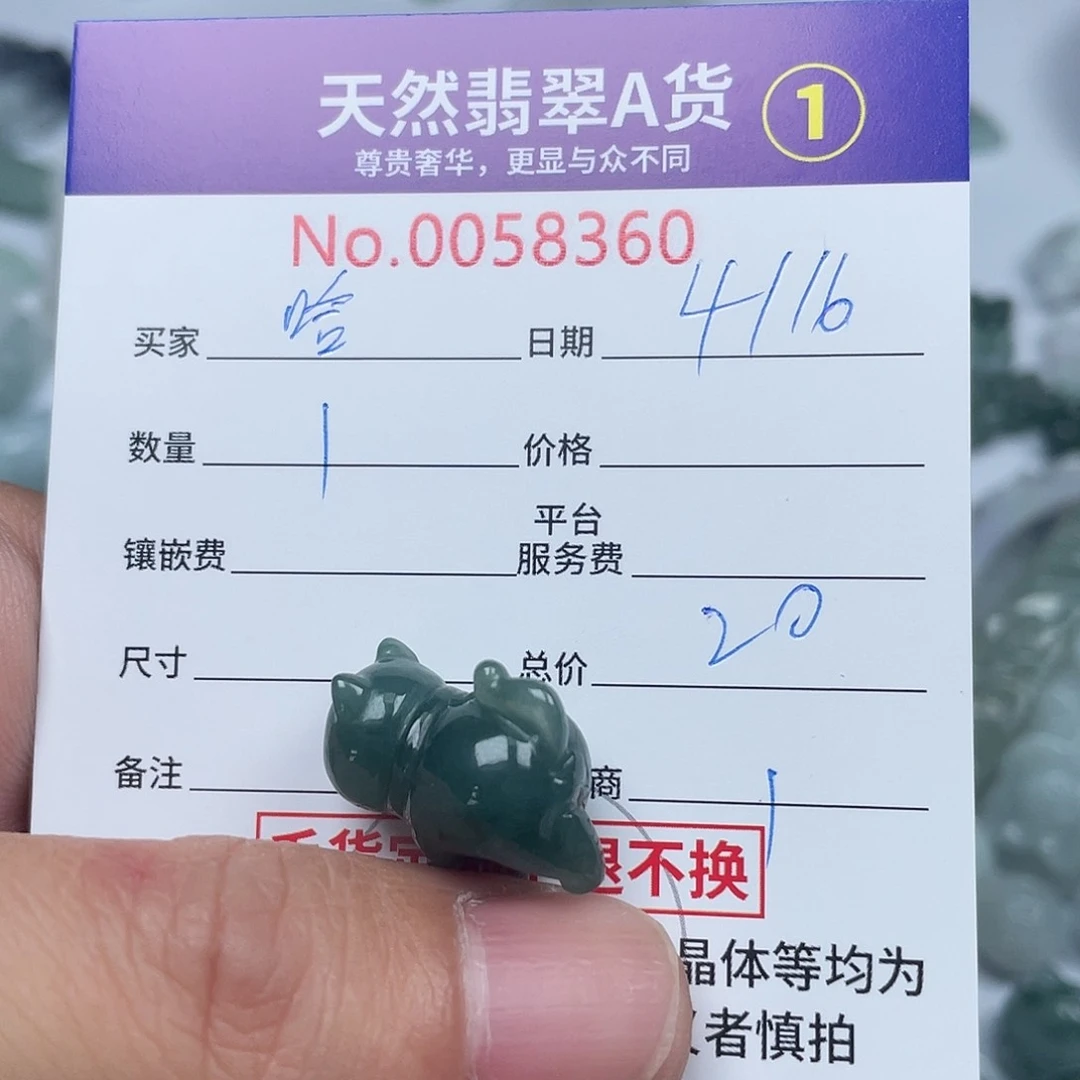 天然翡翠A货 1
尊贵奢华，更显与众不同
No.0058360
买家 哈 日期 4/16
数量 1 价格
镶嵌费 平台服务费
尺寸 总价 20
备注 商 1
退不换
晶体等均为
者慎拍